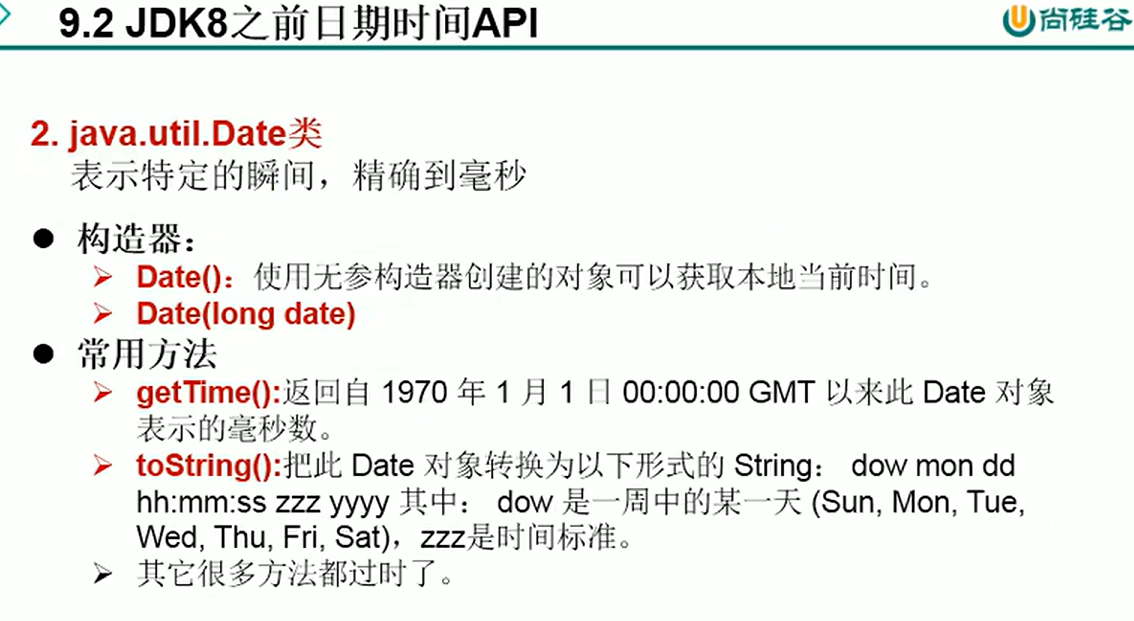 9.2 JDK8之前日期时间API
尚硅谷
2. java.util.Date类
表示特定的瞬间，精确到毫秒
构造器：
Date()：使用无参构造器创建的对象可以获取本地当前时间。
Date(long date)
常用方法
getTime():返回自 1970 年 1 月 1 日 00:00:00 GMT 以来此 Date 对象
表示的毫秒数。
toString():把此 Date 对象转换为以下形式的 String： dow mon dd
hh:mm:ss zzz yyyy 其中： dow 是一周中的某一天 (Sun, Mon, Tue,
Wed, Thu, Fri, Sat)，zzz是时间标准。
其它很多方法都过时了。